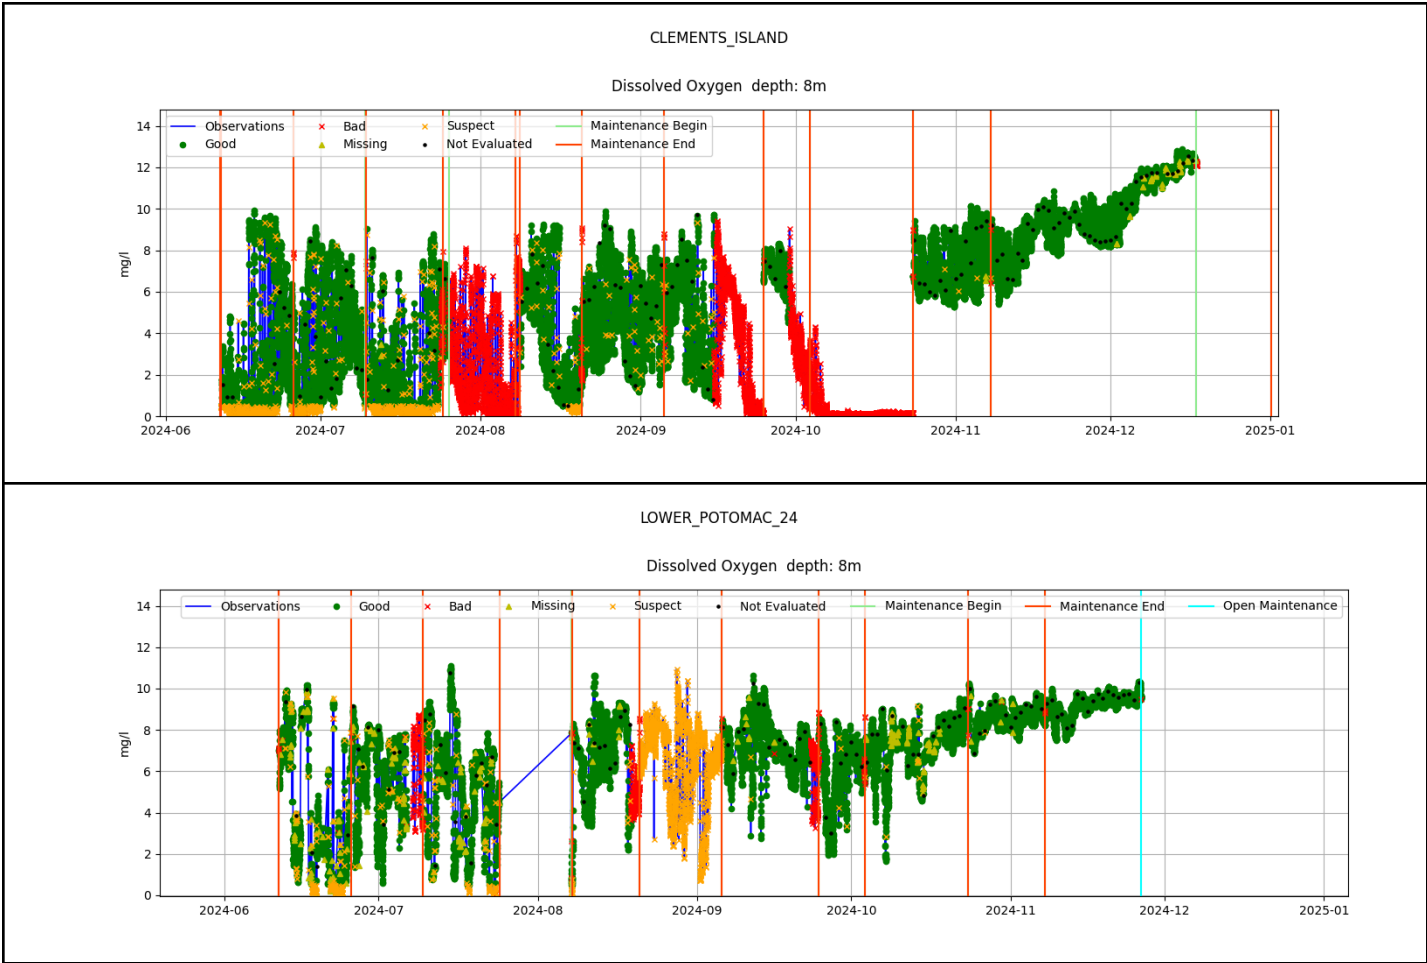 CLEMENTS_ISLAND
Dissolved Oxygen depth: 8m
Observations Bad Suspect Maintenance Begin
Good Missing Not Evaluated Maintenance End
14
12
10
8
6
4
2
0
mg/l
2024-06 2024-07 2024-08 2024-09 2024-10 2024-11 2024-12 2025-01
LOWER_POTOMAC_24
Dissolved Oxygen depth: 8m
Observations Good Bad Missing Suspect Not Evaluated Maintenance Begin Maintenance End Open Maintenance
14
12
10
8
6
4
2
0
mg/l
2024-06 2024-07 2024-08 2024-09 2024-10 2024-11 2024-12 2025-01